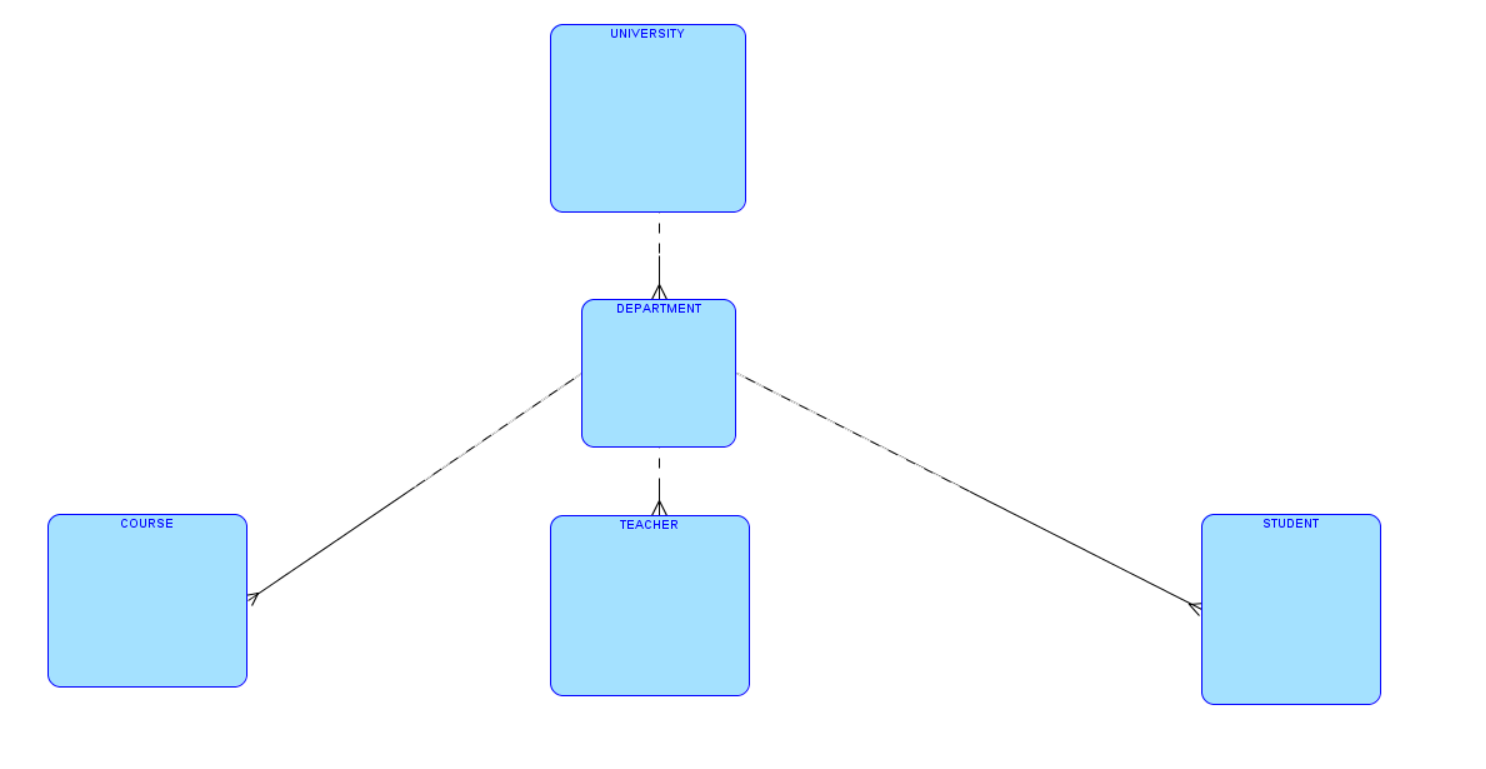 UNIVERSITY
DEPARTMENT
COURSE
TEACHER
STUDENT